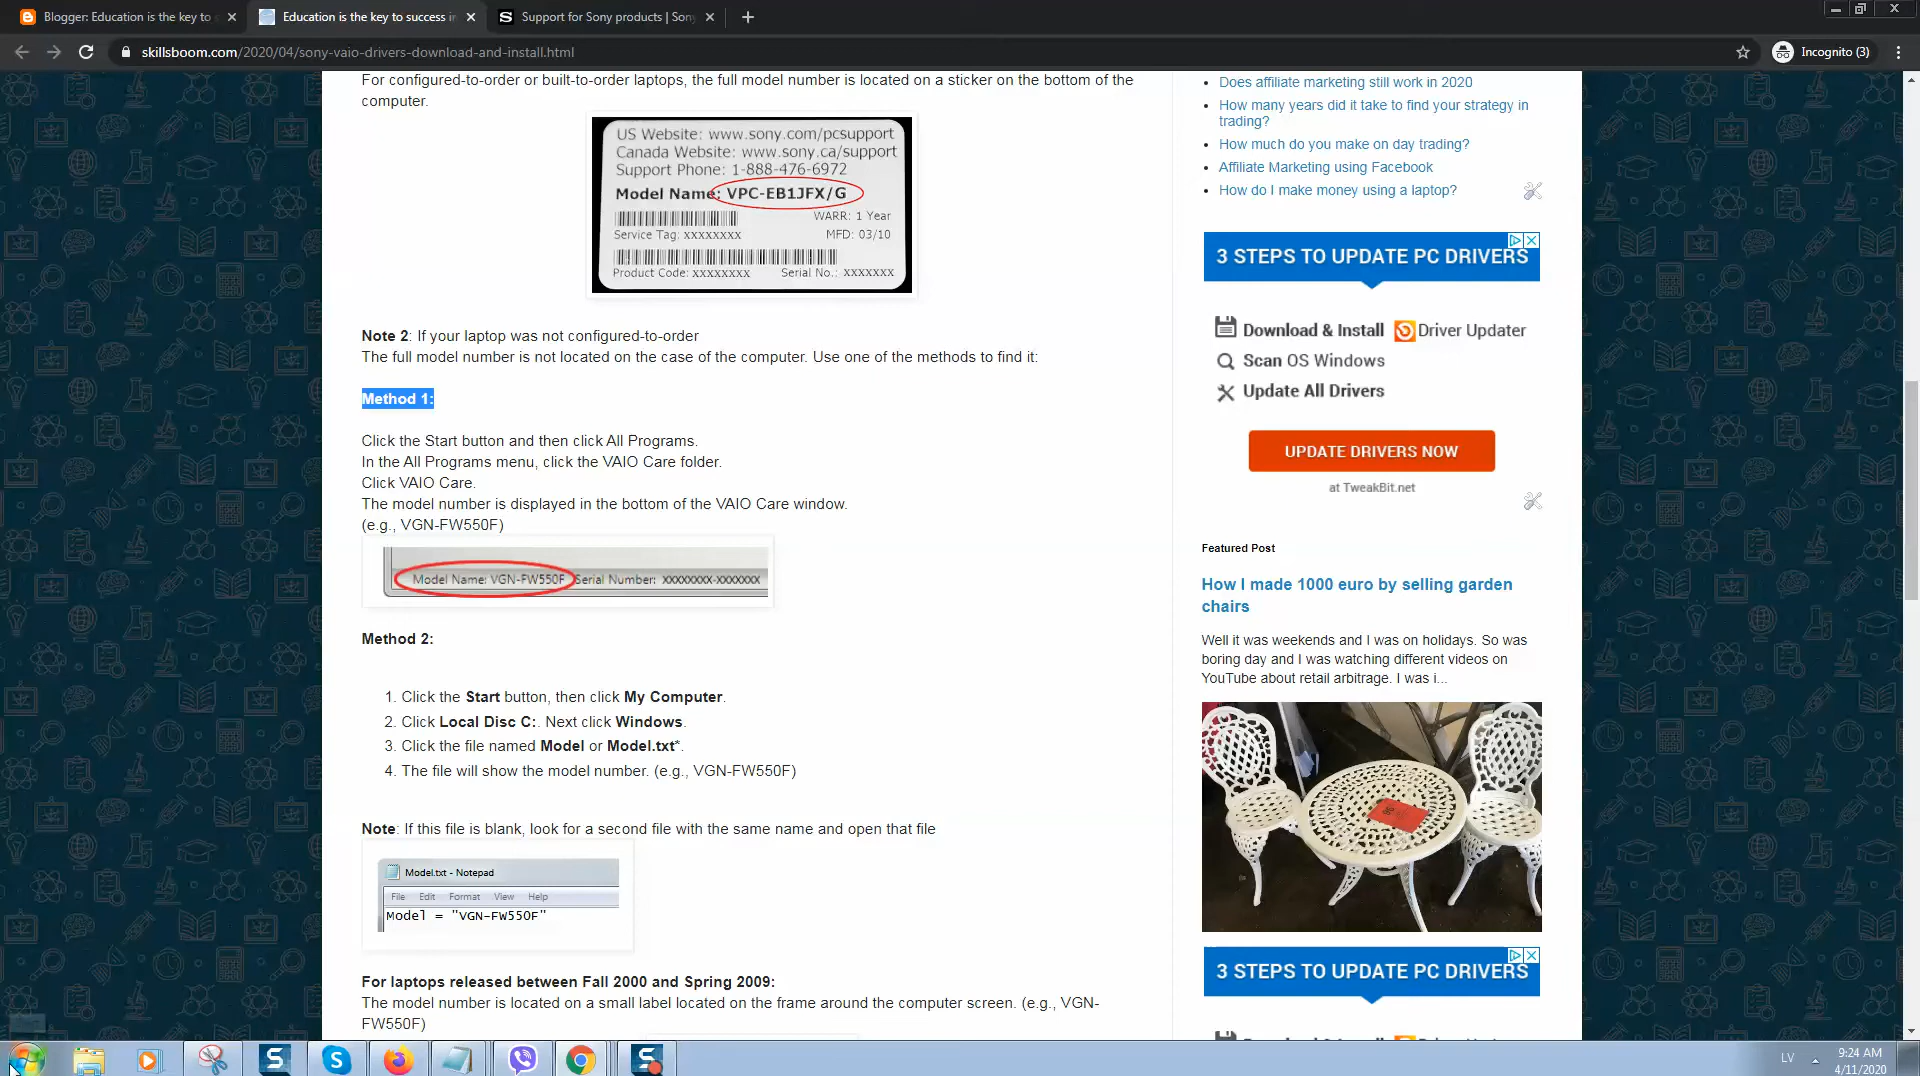 Blogger: Education is the key to
Education is the key to success in
Support for Sony products | Sony
skillsboom.com/2020/04/sony-vaio-drivers-download-and-install.html
Incognito (3)
For configured-to-order or built-to-order laptops, the full model number is located on a sticker on the bottom of the
computer.
US Website: www.sony.com/pcsupport
Canada Website: www.sony.ca/support
Support Phone: 1-888-476-6972
Model Name: VPC-EB1JFX/G
WARR: 1 Year
Service Tag: xxxxxxxx
MFD: 03/10
Product Code: xxxxxxxx
Serial No.: xxxxxxx
Note 2: If your laptop was not configured-to-order
The full model number is not located on the case of the computer. Use one of the methods to find it:
Method 1:
Click the Start button and then click All Programs.
In the All Programs menu, click the VAIO Care folder.
Click VAIO Care.
The model number is displayed in the bottom of the VAIO Care window.
(e.g., VGN-FW550F)
Model Name: VGN-FW550F Serial Number: XXXXXXXX-XXXXXXX
Method 2:
1. Click the Start button, then click My Computer.
2. Click Local Disc C:. Next click Windows.
3. Click the file named Model or Model.txt*.
4. The file will show the model number. (e.g., VGN-FW550F)
Note: If this file is blank, look for a second file with the same name and open that file
Model.txt - Notepad
File Edit Format View Help
Model = "VGN-FW550F"
For laptops released between Fall 2000 and Spring 2009:
The model number is located on a small label located on the frame around the computer screen. (e.g., VGN-
FW550F)
Does affiliate marketing still work in 2020
How many years did it take to find your strategy in
trading?
How much do you make on day trading?
Affiliate Marketing using Facebook
How do I make money using a laptop?
3 STEPS TO UPDATE PC DRIVERS
Download & Install Driver Updater
Scan OS Windows
Update All Drivers
UPDATE DRIVERS NOW
at TweakBit.net
Featured Post
How I made 1000 euro by selling garden
chairs
Well it was weekends and I was on holidays. So was
boring day and I was watching different videos on
YouTube about retail arbitrage. I was i...
3 STEPS TO UPDATE PC DRIVERS
LV
9:24 AM
4/11/2020